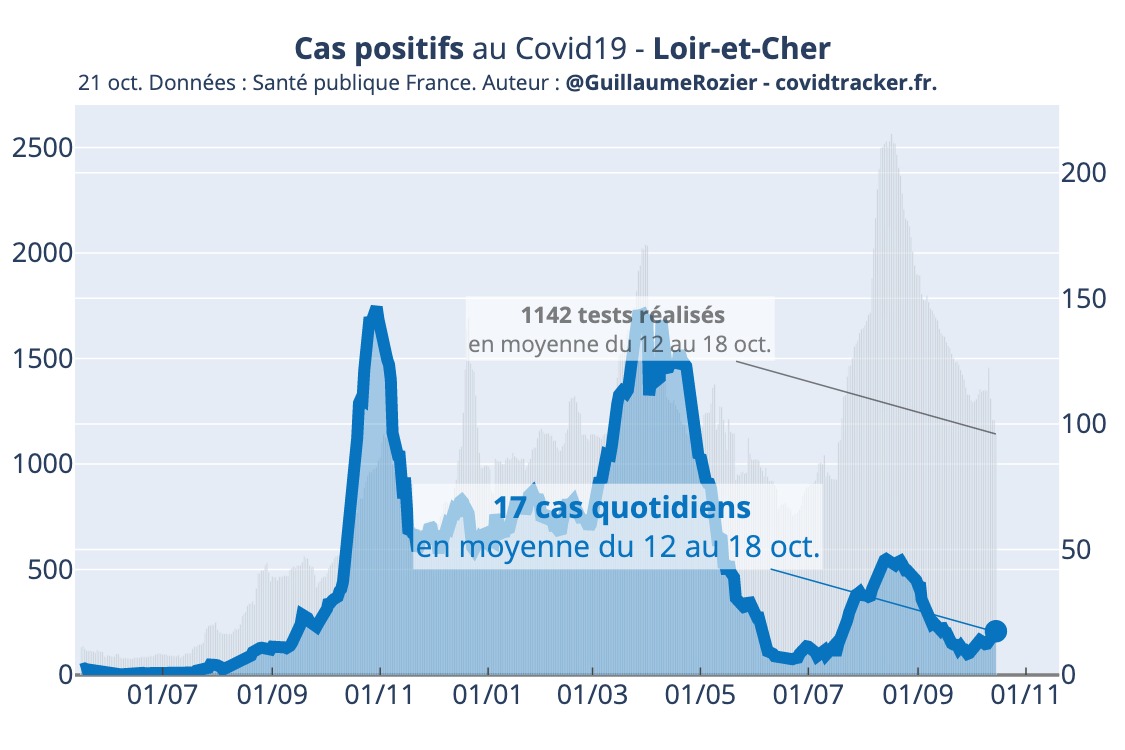 Cas positifs au Covid19 - Loir-et-Cher
21 oct. Données : Santé publique France. Auteur : @GuillaumeRozier - covidtracker.fr.
2500
2000
1500
1000
500
0
200
150
100
50
0
1142 tests réalisés
en moyenne du 12 au 18 oct.
17 cas quotidiens
en moyenne du 12 au 18 oct.
01/07 01/09 01/11 01/01 01/03 01/05 01/07 01/09 01/11